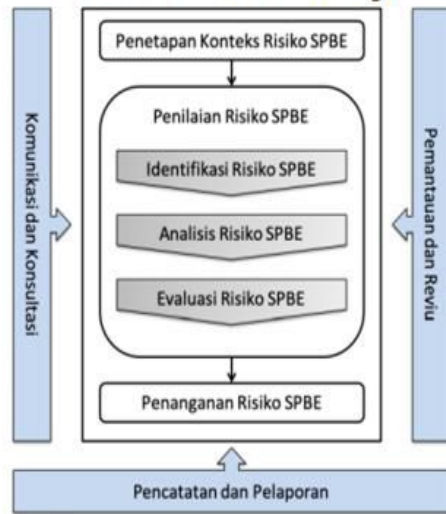 Penetapan Konteks Risiko SPBE
Komunikasi dan Konsultasi
Penilaian Risiko SPBE
Identifikasi Risiko SPBE
Analisis Risiko SPBE
Evaluasi Risiko SPBE
Pemantauan dan Reviu
Penanganan Risiko SPBE
Pencatatan dan Pelaporan